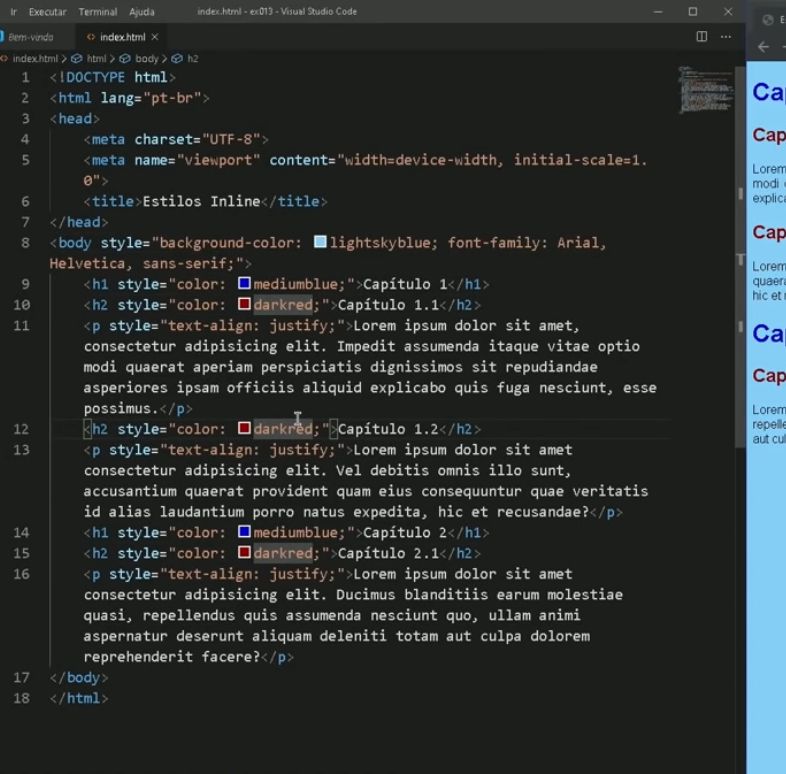 Ir Executar Terminal Ajuda index.html - ex013 - Visual Studio Code
Bem-vindo index.html
index.html > html > body > h2
1 <!DOCTYPE html>
2 <html lang="pt-br">
3 <head>
4 <meta charset="UTF-8">
5 <meta name="viewport" content="width=device-width, initial-scale=1.
0">
6 <title>Estilos Inline</title>
7 </head>
8 <body style="background-color: lightskyblue; font-family: Arial,
Helvetica, sans-serif;">
9 <h1 style="color: mediumblue;">Capítulo 1</h1>
10 <h2 style="color: darkred;">Capítulo 1.1</h2>
11 <p style="text-align: justify;">Lorem ipsum dolor sit amet,
consectetur adipisicing elit. Impedit assumenda itaque vitae optio
modi quaerat aperiam perspiciatis dignissimos sit repudiandae
asperiores ipsam officiis aliquid explicabo quis fuga nesciunt, esse
possimus.</p>
12 <h2 style="color: darkred;">Capítulo 1.2</h2>
13 <p style="text-align: justify;">Lorem ipsum dolor sit amet
consectetur adipisicing elit. Vel debitis omnis illo sunt,
accusantium quaerat provident quam eius consequuntur quae veritatis
id alias laudantium porro natus expedita, hic et recusandae?</p>
14 <h1 style="color: mediumblue;">Capítulo 2</h1>
15 <h2 style="color: darkred;">Capítulo 2.1</h2>
16 <p style="text-align: justify;">Lorem ipsum dolor sit amet
consectetur adipisicing elit. Ducimus blanditiis earum molestiae
quasi, repellendus quis assumenda nesciunt quo, ullam animi
aspernatur deserunt aliquam deleniti totam aut culpa dolorem
reprehenderit facere?</p>
17 </body>
18 </html>
E
Cap
Cap
Lorem
modi
explica
Cap
Lorem
quaera
hic et r
Cap
Cap
Lorem
repelle
aut cul